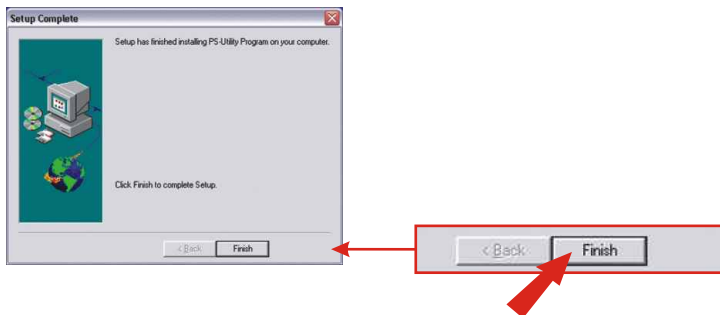 Setup Complete
Setup has finished installing PS-Utility Program on your computer.
Click Finish to complete Setup.
< Back Finish
< Back Finish